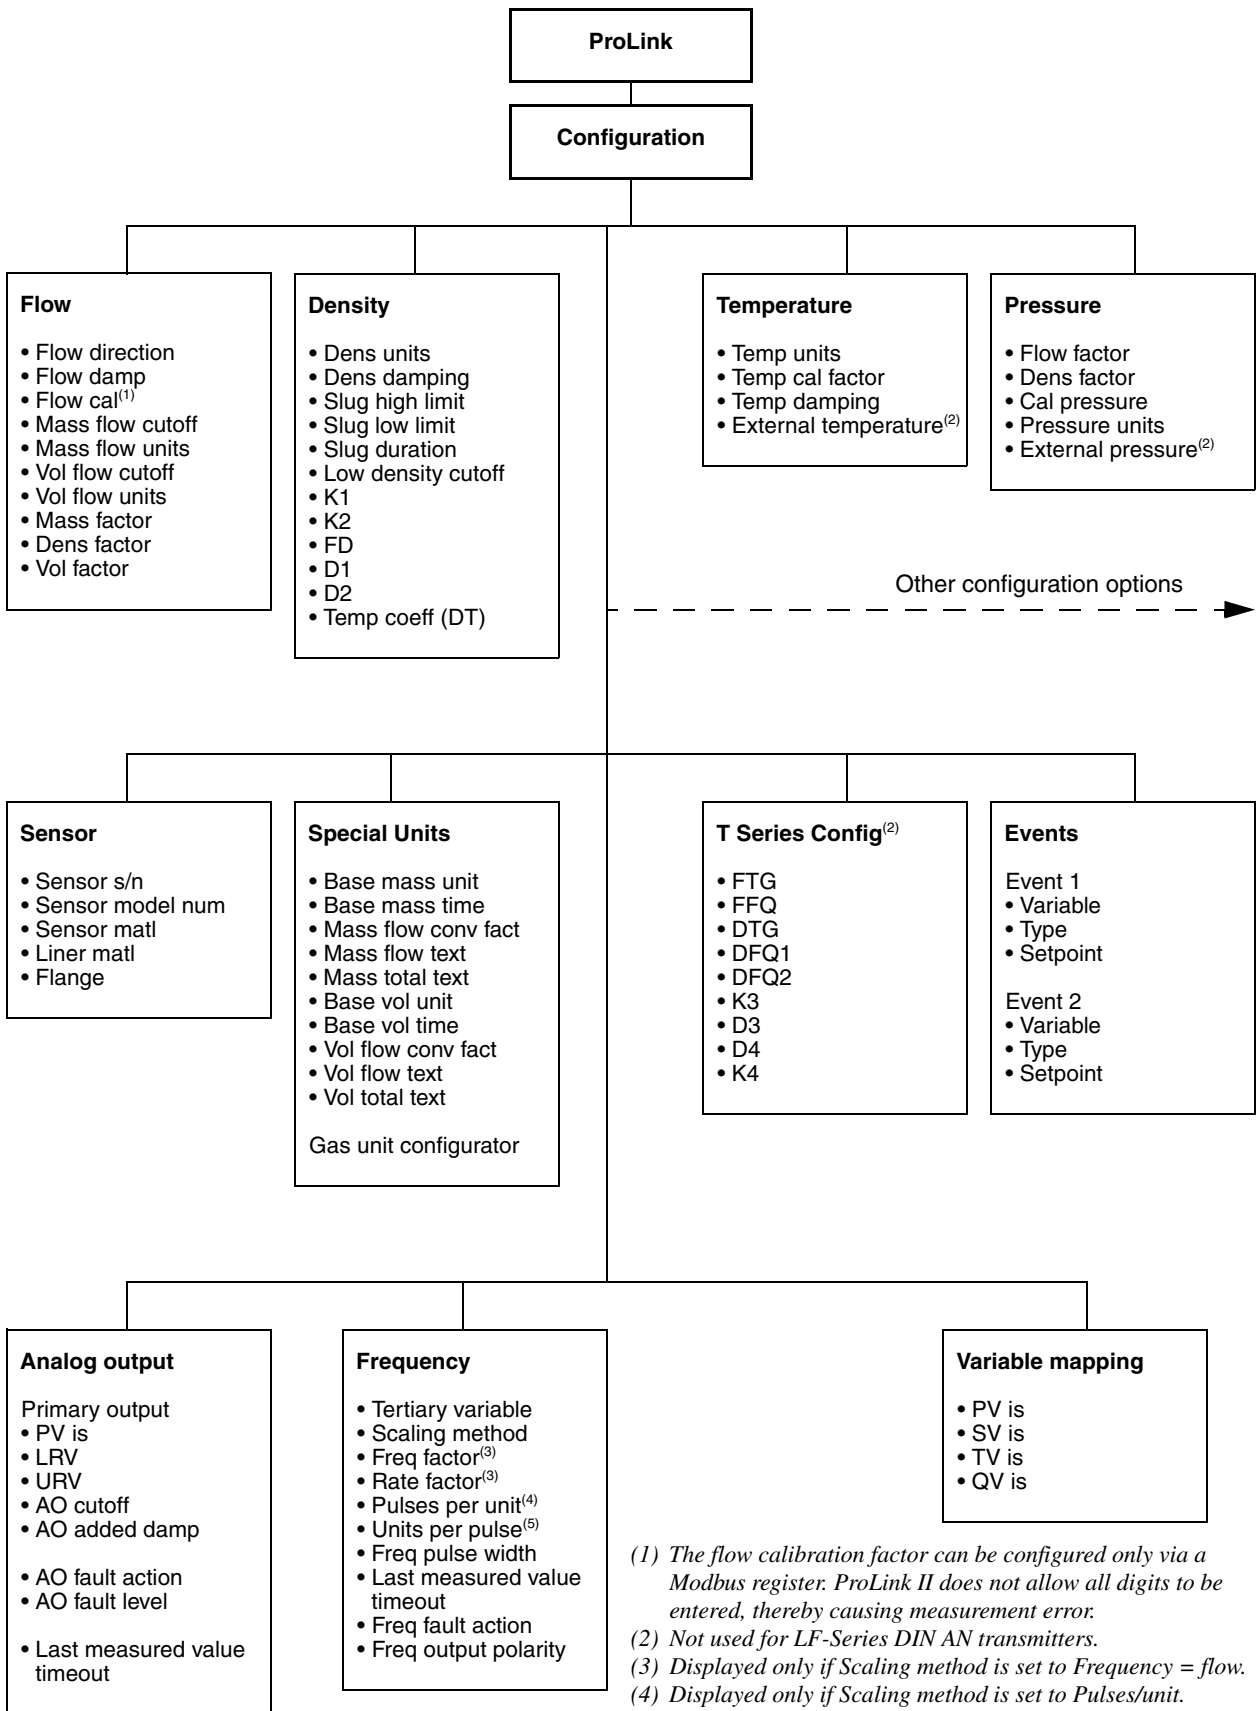 ProLink
Configuration
Flow
• Flow direction
• Flow damp
• Flow cal(1)
• Mass flow cutoff
• Mass flow units
• Vol flow cutoff
• Vol flow units
• Mass factor
• Dens factor
• Vol factor
Density
• Dens units
• Dens damping
• Slug high limit
• Slug low limit
• Slug duration
• Low density cutoff
• K1
• K2
• FD
• D1
• D2
• Temp coeff (DT)
Temperature
• Temp units
• Temp cal factor
• Temp damping
• External temperature(2)
Pressure
• Flow factor
• Dens factor
• Cal pressure
• Pressure units
• External pressure(2)
Other configuration options
Sensor
• Sensor s/n
• Sensor model num
• Sensor matl
• Liner matl
• Flange
Special Units
• Base mass unit
• Base mass time
• Mass flow conv fact
• Mass flow text
• Mass total text
• Base vol unit
• Base vol time
• Vol flow conv fact
• Vol flow text
• Vol total text
Gas unit configurator
T Series Config(2)
• FTG
• FFQ
• DTG
• DFQ1
• DFQ2
• K3
• D3
• D4
• K4
Events
Event 1
• Variable
• Type
• Setpoint
Event 2
• Variable
• Type
• Setpoint
Analog output
Primary output
• PV is
• LRV
• URV
• AO cutoff
• AO added damp
• AO fault action
• AO fault level
• Last measured value
timeout
Frequency
• Tertiary variable
• Scaling method
• Freq factor(3)
• Rate factor(3)
• Pulses per unit(4)
• Units per pulse(5)
• Freq pulse width
• Last measured value
timeout
• Freq fault action
• Freq output polarity
Variable mapping
• PV is
• SV is
• TV is
• QV is
(1) The flow calibration factor can be configured only via a
Modbus register. ProLink II does not allow all digits to be
entered, thereby causing measurement error.
(2) Not used for LF-Series DIN AN transmitters.
(3) Displayed only if Scaling method is set to Frequency = flow.
(4) Displayed only if Scaling method is set to Pulses/unit.